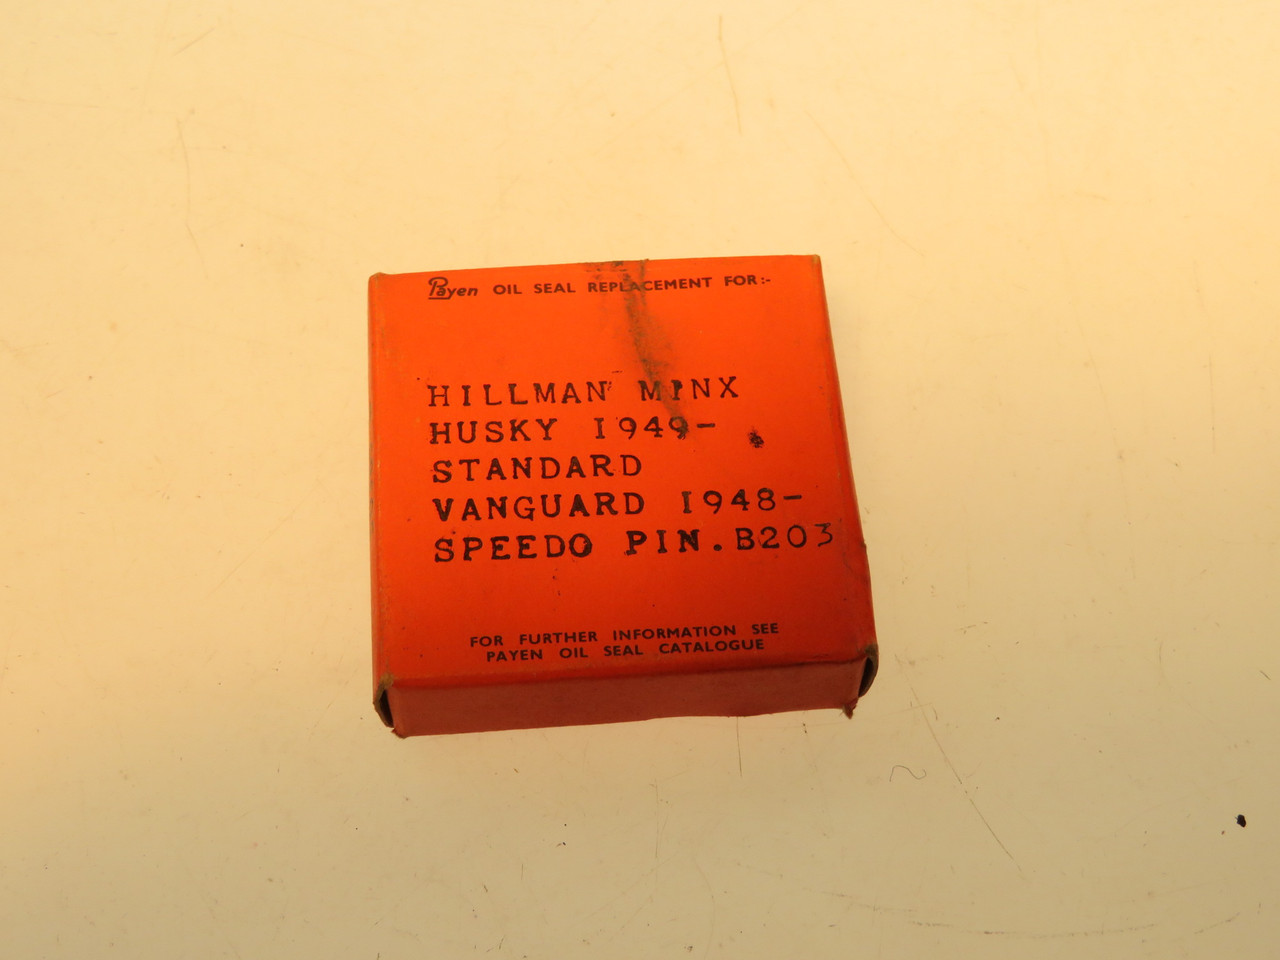 Payen OIL SEAL REPLACEMENT FOR:-
HILLMAN MINX
HUSKY 1949-
STANDARD
VANGUARD 1948-
SPEEDO PIN.B203
FOR FURTHER INFORMATION SEE
PAYEN OIL SEAL CATALOGUE